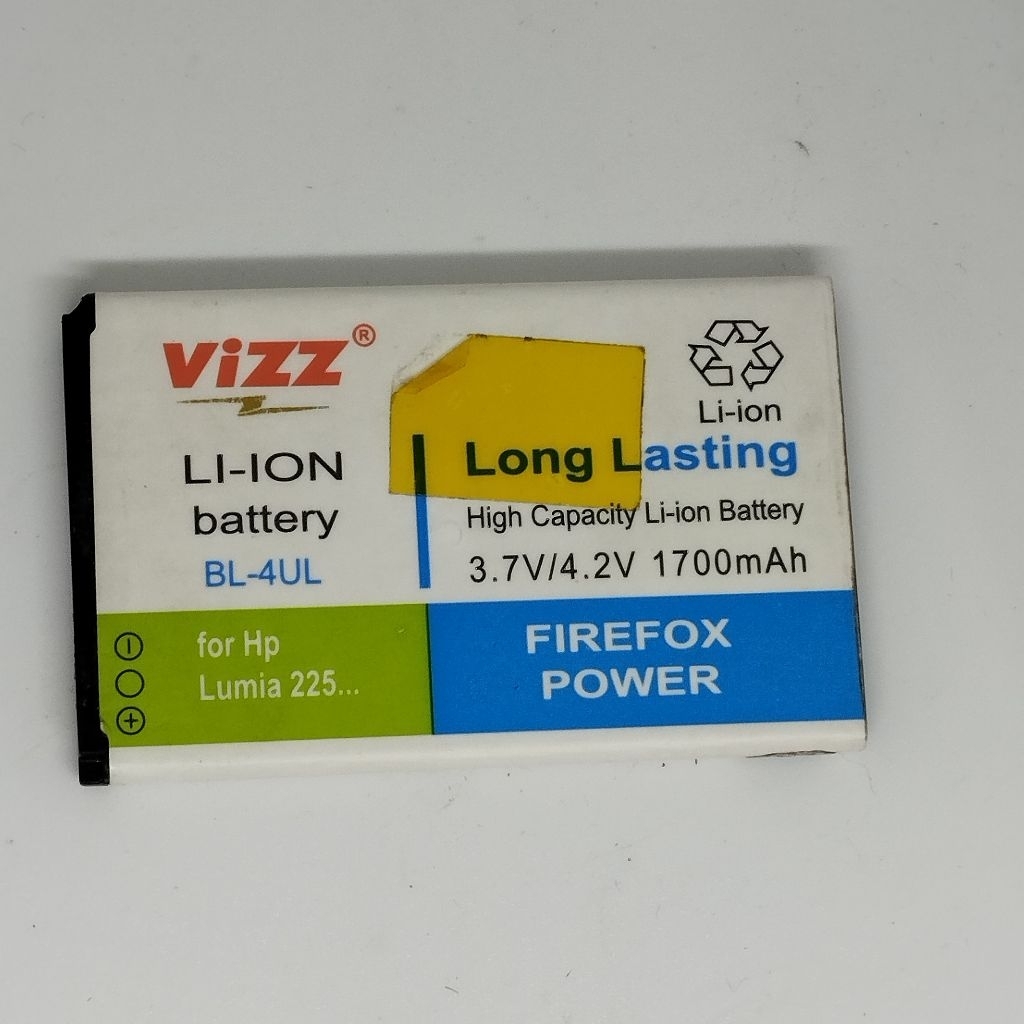 ViZZ®
LI-ION
battery
BL-4UL
Li-ion
Long Lasting
High Capacity Li-ion Battery
3.7V/4.2V 1700mAh
for Hp
Lumia 225...
FIREFOX
POWER